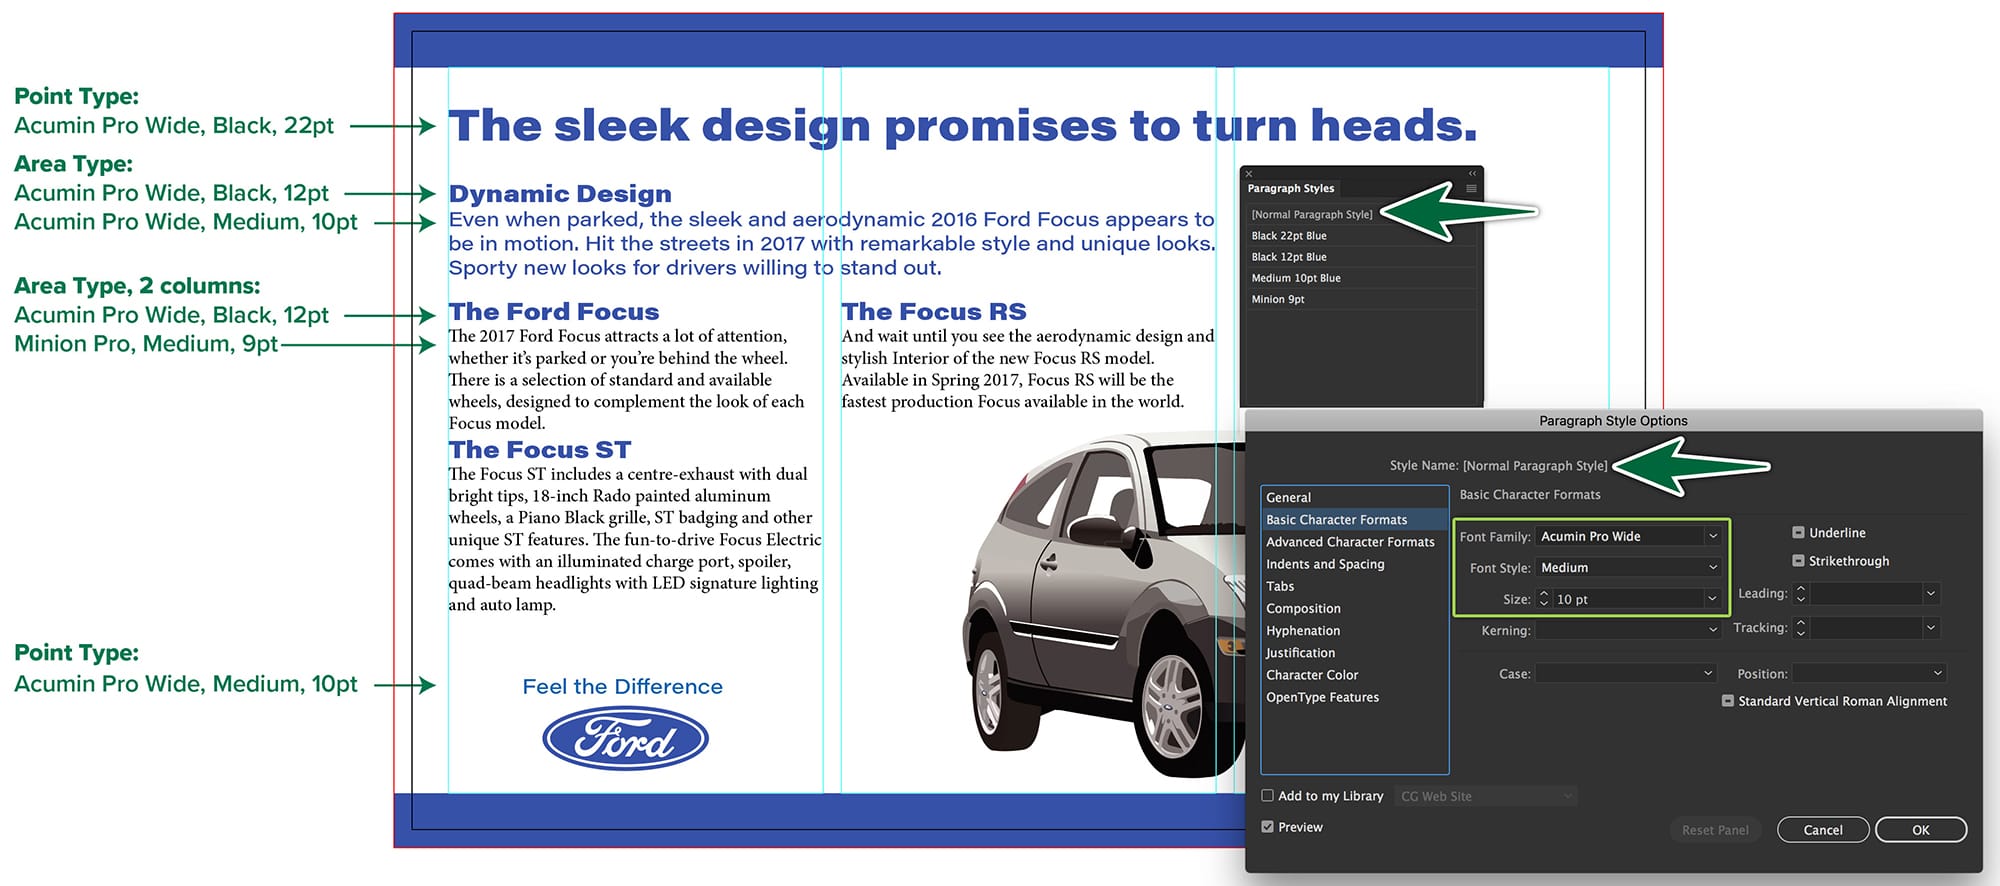 Point Type:
Acumin Pro Wide, Black, 22pt
Area Type:
Acumin Pro Wide, Black, 12pt
Acumin Pro Wide, Medium, 10pt
Area Type, 2 columns:
Acumin Pro Wide, Black, 12pt
Minion Pro, Medium, 9pt
Point Type:
Acumin Pro Wide, Medium, 10pt
The sleek design promises to turn heads.
Dynamic Design
Even when parked, the sleek and aerodynamic 2016 Ford Focus appears to
be in motion. Hit the streets in 2017 with remarkable style and unique looks.
Sporty new looks for drivers willing to stand out.
The Ford Focus
The 2017 Ford Focus attracts a lot of attention,
whether it's parked or you're behind the wheel.
There is a selection of standard and available
wheels, designed to complement the look of each
Focus model.
The Focus ST
The Focus ST includes a centre-exhaust with dual
bright tips, 18-inch Rado painted aluminum
wheels, a Piano Black grille, ST badging and other
unique ST features. The fun-to-drive Focus Electric
comes with an illuminated charge port, spoiler,
quad-beam headlights with LED signature lighting
and auto lamp.
The Focus RS
And wait until you see the aerodynamic design and
stylish Interior of the new Focus RS model.
Available in Spring 2017, Focus RS will be the
fastest production Focus available in the world.
Feel the Difference
Ford
Paragraph Styles
[Normal Paragraph Style]
Black 22pt Blue
Black 12pt Blue
Medium 10pt Blue
Minion 9pt
Paragraph Style Options
Style Name: [Normal Paragraph Style]
General
Basic Character Formats
Advanced Character Formats
Indents and Spacing
Tabs
Composition
Hyphenation
Justification
Character Color
OpenType Features
Basic Character Formats
Font Family: Acumin Pro Wide
Font Style: Medium
Size: 10 pt
Kerning:
Case:
Underline
Strikethrough
Leading:
Tracking:
Position:
Standard Vertical Roman Alignment
Add to my Library
CG Web Site
Preview
Reset Panel
Cancel
OK